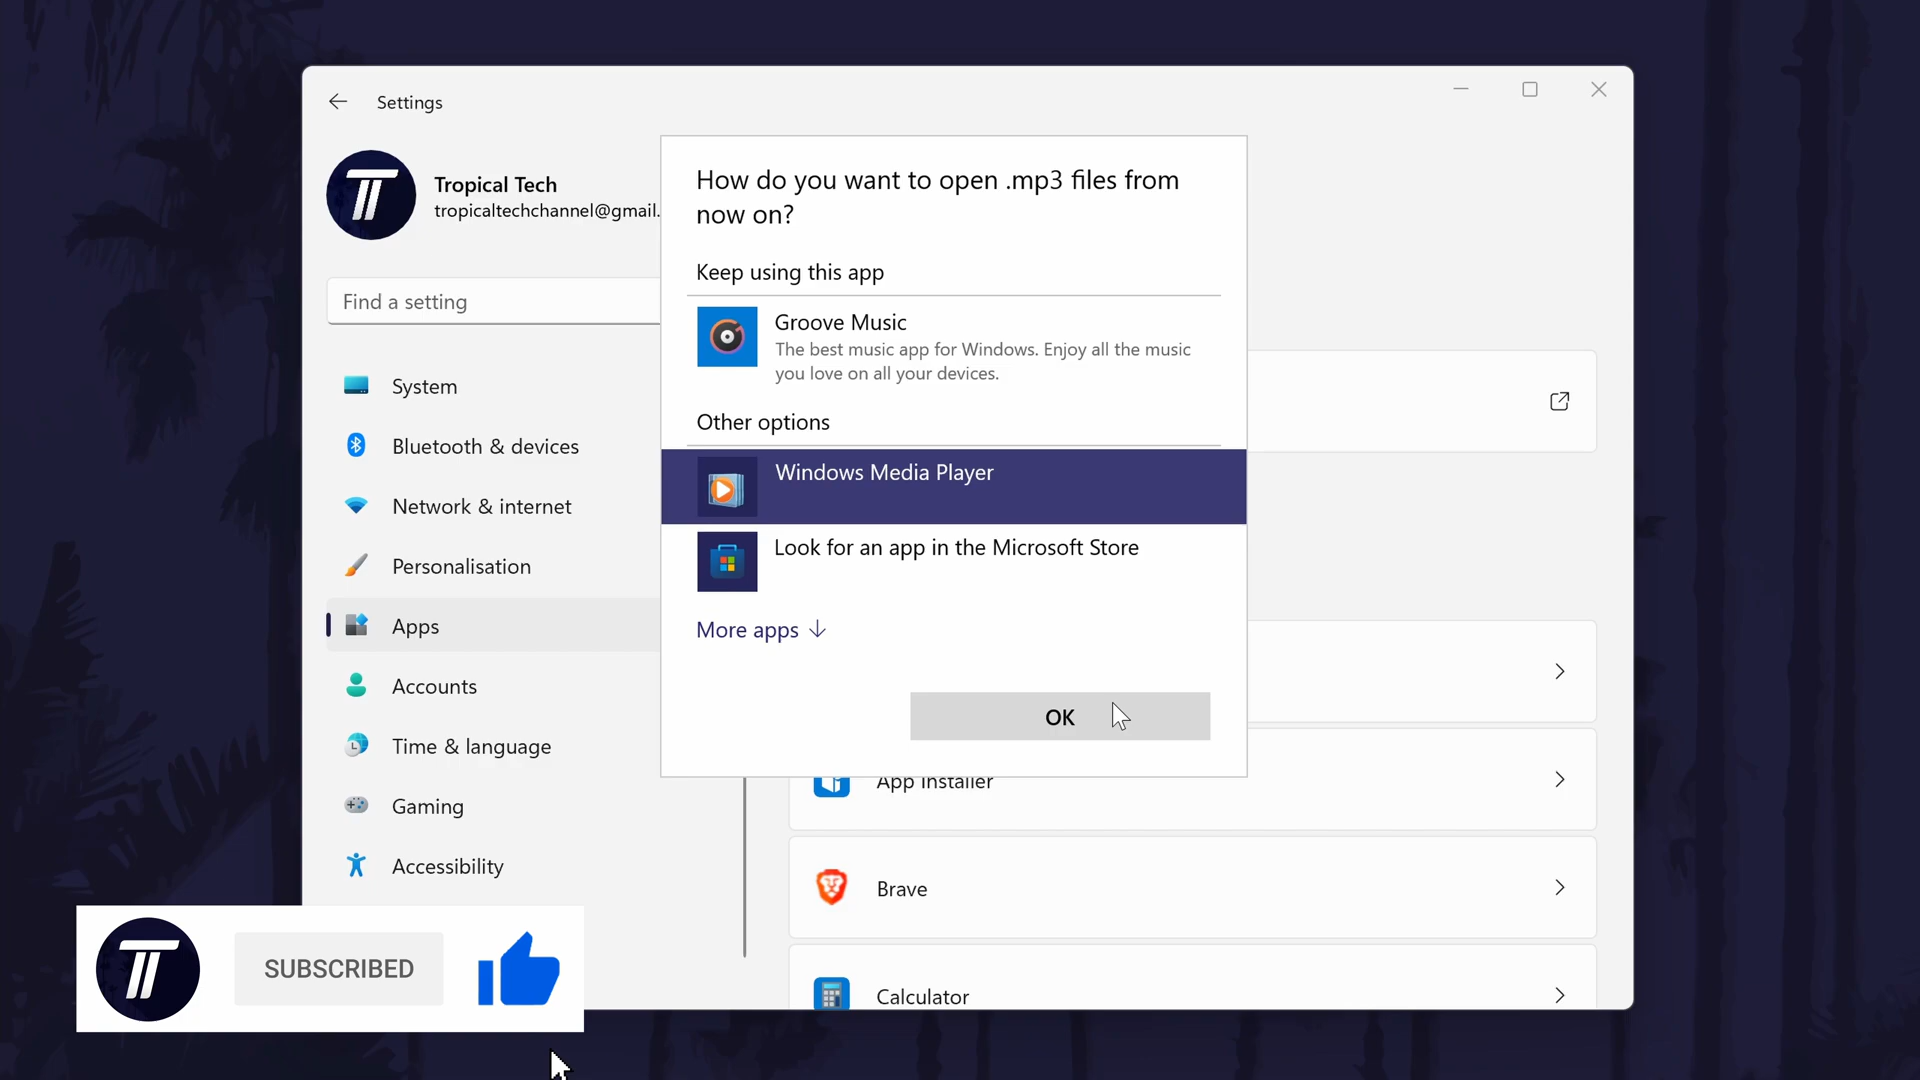 Settings
Tropical Tech
tropicaltechchannel@gmail.
Find a setting
System
Bluetooth & devices
Network & internet
Personalisation
Apps
Accounts
Time & language
Gaming
Accessibility
How do you want to open .mp3 files from
now on?
Keep using this app
Groove Music
The best music app for Windows. Enjoy all the music
you love on all your devices.
Other options
Windows Media Player
Look for an app in the Microsoft Store
More apps
OK
App Installer
Brave
Calculator
SUBSCRIBED